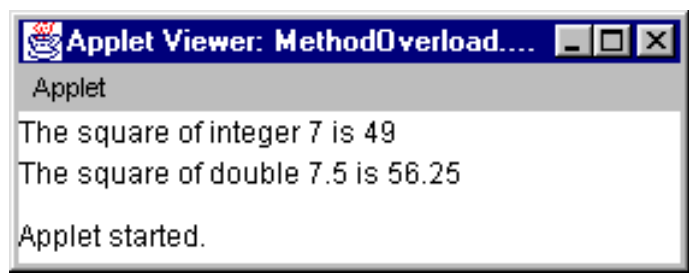 Applet Viewer: MethodOverload....
Applet
The square of integer 7 is 49
The square of double 7.5 is 56.25
Applet started.